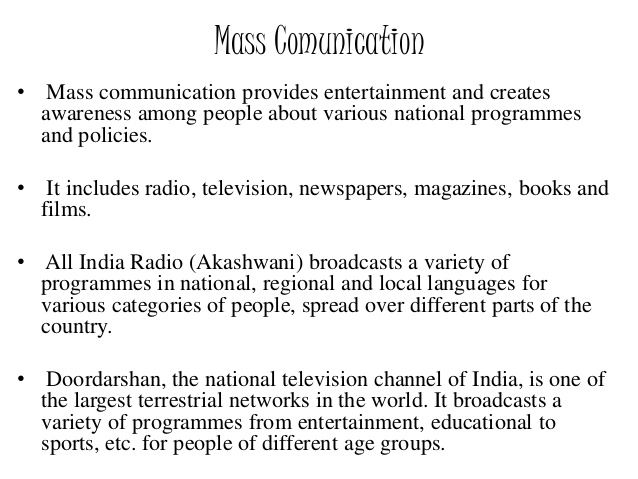 Mass Comunication
• Mass communication provides entertainment and creates
awareness among people about various national programmes
and policies.
• It includes radio, television, newspapers, magazines, books and
films.
• All India Radio (Akashwani) broadcasts a variety of
programmes in national, regional and local languages for
various categories of people, spread over different parts of the
country.
• Doordarshan, the national television channel of India, is one of
the largest terrestrial networks in the world. It broadcasts a
variety of programmes from entertainment, educational to
sports, etc. for people of different age groups.